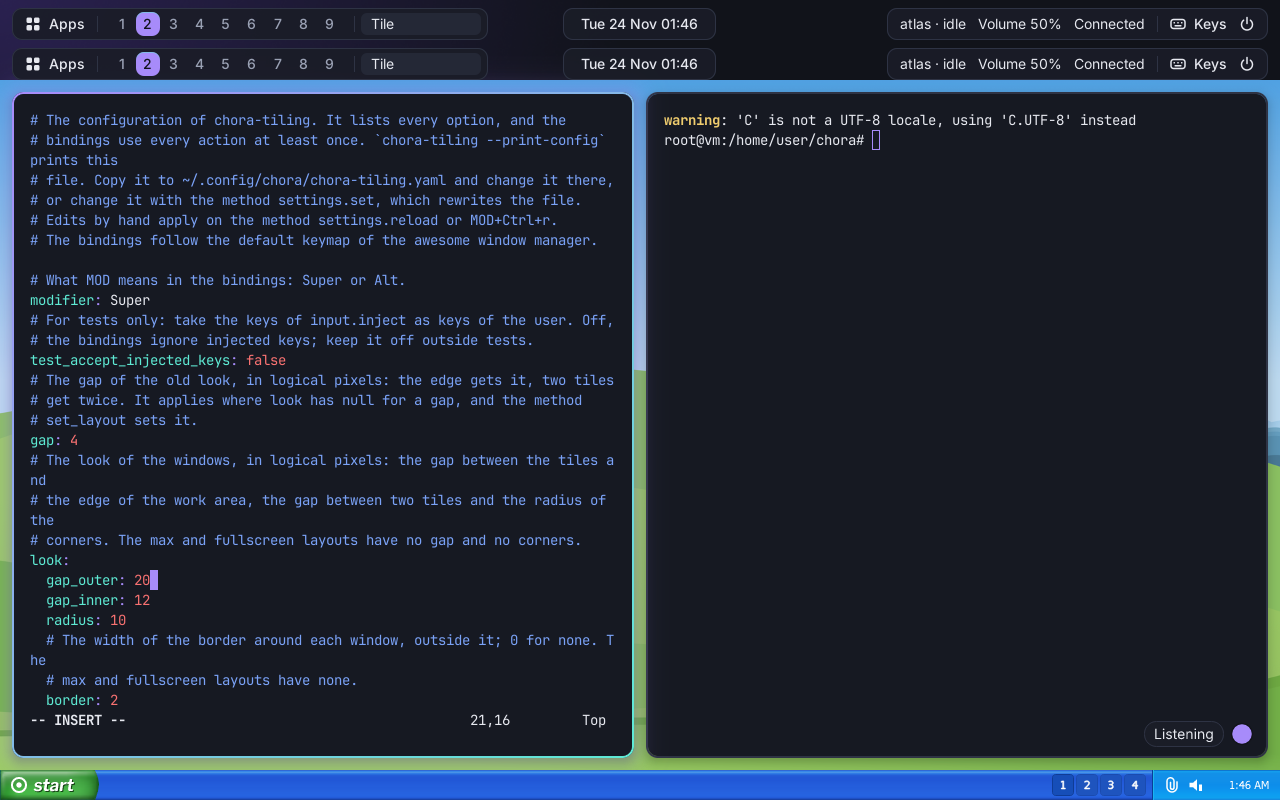 Apps 1 2 3 4 5 6 7 8 9 Tile Tue 24 Nov 01:46 atlas · idle Volume 50% Connected Keys
Apps 1 2 3 4 5 6 7 8 9 Tile Tue 24 Nov 01:46 atlas · idle Volume 50% Connected Keys
# The configuration of chora-tiling. It lists every option, and the
# bindings use every action at least once. `chora-tiling --print-config`
prints this
# file. Copy it to ~/.config/chora/chora-tiling.yaml and change it there,
# or change it with the method settings.set, which rewrites the file.
# Edits by hand apply on the method settings.reload or MOD+Ctrl+r.
# The bindings follow the default keymap of the awesome window manager.
# What MOD means in the bindings: Super or Alt.
modifier: Super
# For tests only: take the keys of input.inject as keys of the user. Off,
# the bindings ignore injected keys; keep it off outside tests.
test_accept_injected_keys: false
# The gap of the old look, in logical pixels: the edge gets it, two tiles
# get twice. It applies where look has null for a gap, and the method
# set_layout sets it.
gap: 4
# The look of the windows, in logical pixels: the gap between the tiles a
nd
# the edge of the work area, the gap between two tiles and the radius of
the
# corners. The max and fullscreen layouts have no gap and no corners.
look:
  gap_outer: 20
  gap_inner: 12
  radius: 10
  # The width of the border around each window, outside it; 0 for none. T
he
  # max and fullscreen layouts have none.
  border: 2
-- INSERT -- 21,16 Top
warning: 'C' is not a UTF-8 locale, using 'C.UTF-8' instead
root@vm:/home/user/chora#
Listening
start 1 2 3 4 1:46 AM